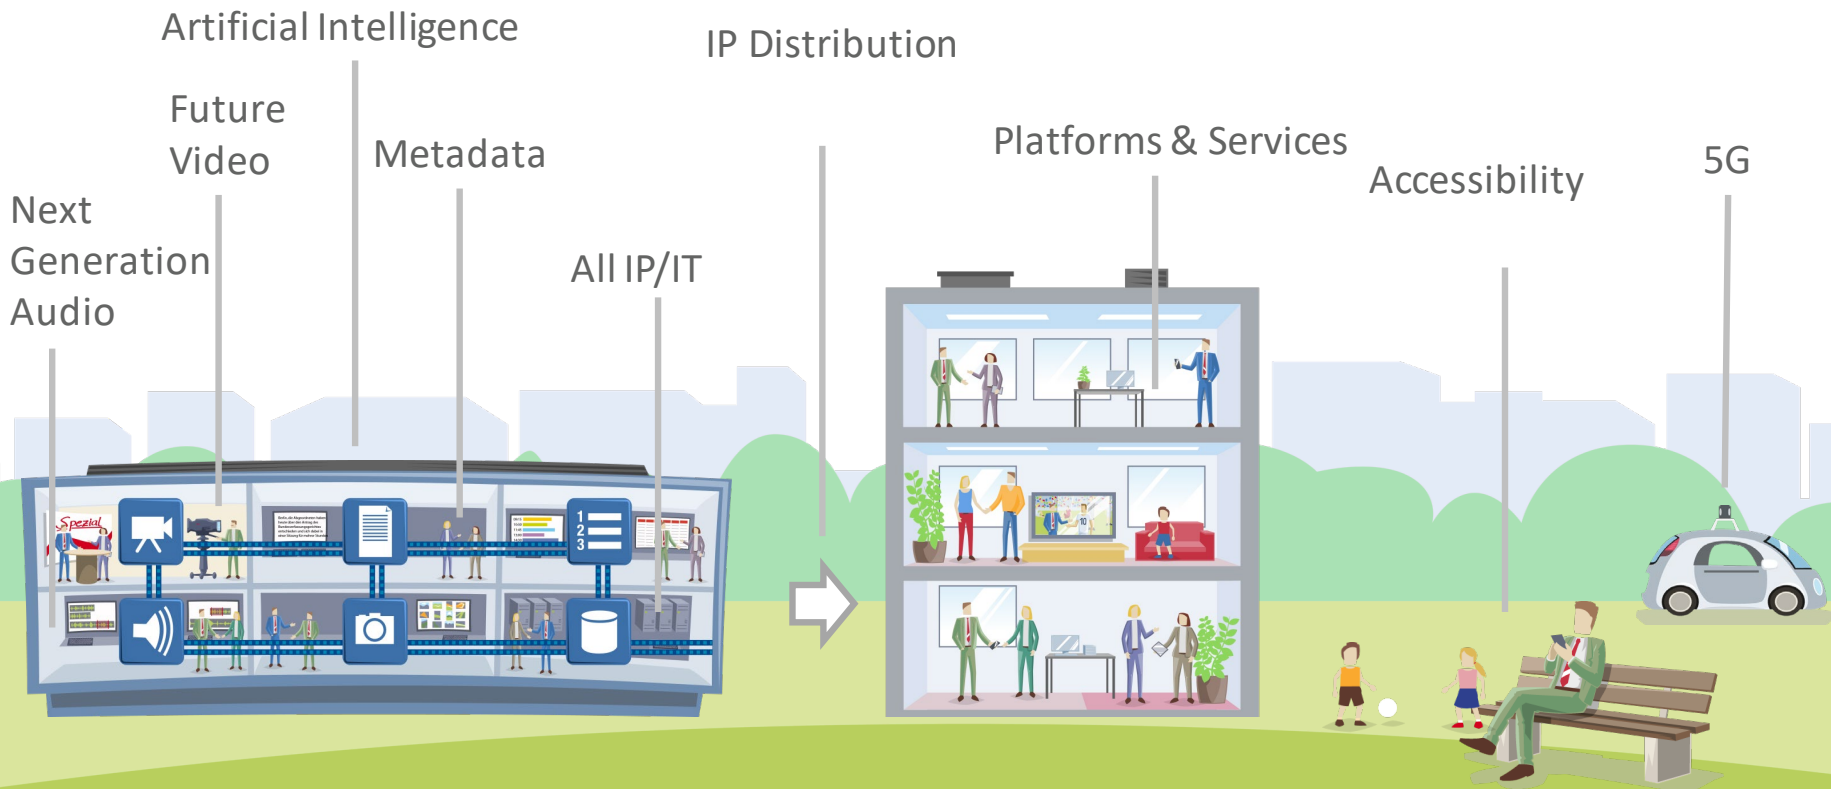 Artificial Intelligence
IP Distribution
Future
Video
Metadata
Platforms & Services
Accessibility
5G
Next
Generation
Audio
All IP/IT
Spezial
1
2
3
10